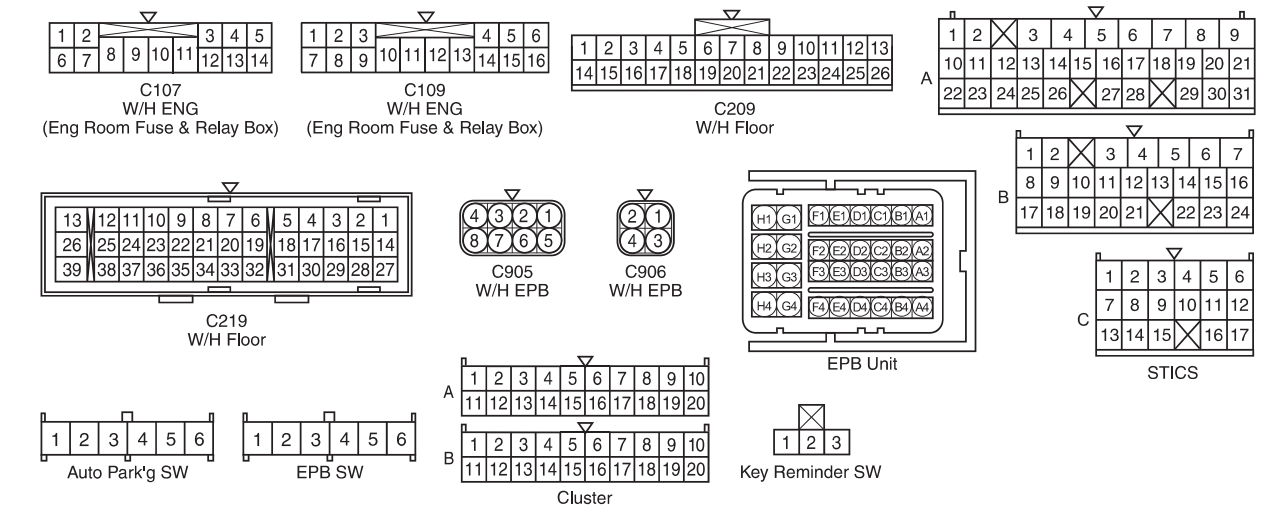 1 2 3 4 5
6 7 8 9 10 11 12 13 14
C107
W/H ENG
(Eng Room Fuse & Relay Box)
1 2 3 4 5 6
7 8 9 10 11 12 13 14 15 16
C109
W/H ENG
(Eng Room Fuse & Relay Box)
1 2 3 4 5 6 7 8 9 10 11 12 13
14 15 16 17 18 19 20 21 22 23 24 25 26
C209
W/H Floor
A
1 2 3 4 5 6 7 8 9
10 11 12 13 14 15 16 17 18 19 20 21
22 23 24 25 26 27 28 29 30 31
B
1 2 3 4 5 6 7
8 9 10 11 12 13 14 15 16
17 18 19 20 21 22 23 24
C
1 2 3 4 5 6
7 8 9 10 11 12
13 14 15 16 17
STICS
13 12 11 10 9 8 7 6 5 4 3 2 1
26 25 24 23 22 21 20 19 18 17 16 15 14
39 38 37 36 35 34 33 32 31 30 29 28 27
C219
W/H Floor
4 3 2 1
8 7 6 5
C905
W/H EPB
2 1
4 3
C906
W/H EPB
H1 G1 F1 E1 D1 C1 B1 A1
H2 G2 F2 E2 D2 C2 B2 A2
H3 G3 F3 E3 D3 C3 B3 A3
H4 G4 F4 E4 D4 C4 B4 A4
EPB Unit
1 2 3 4 5 6
Auto Park'g SW
1 2 3 4 5 6
EPB SW
A
1 2 3 4 5 6 7 8 9 10
11 12 13 14 15 16 17 18 19 20
B
1 2 3 4 5 6 7 8 9 10
11 12 13 14 15 16 17 18 19 20
Cluster
1 2 3
Key Reminder SW